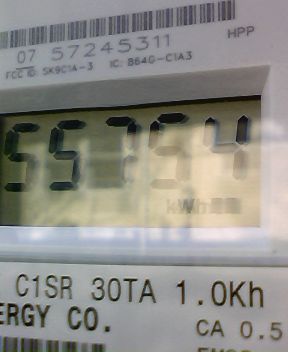 HPP
07 57245311
FCC ID: SK9C1A-3 IC: 864G-C1A3
55754
kWh
C1SR 30TA 1.0Kh
ERGY CO.
CA 0.5